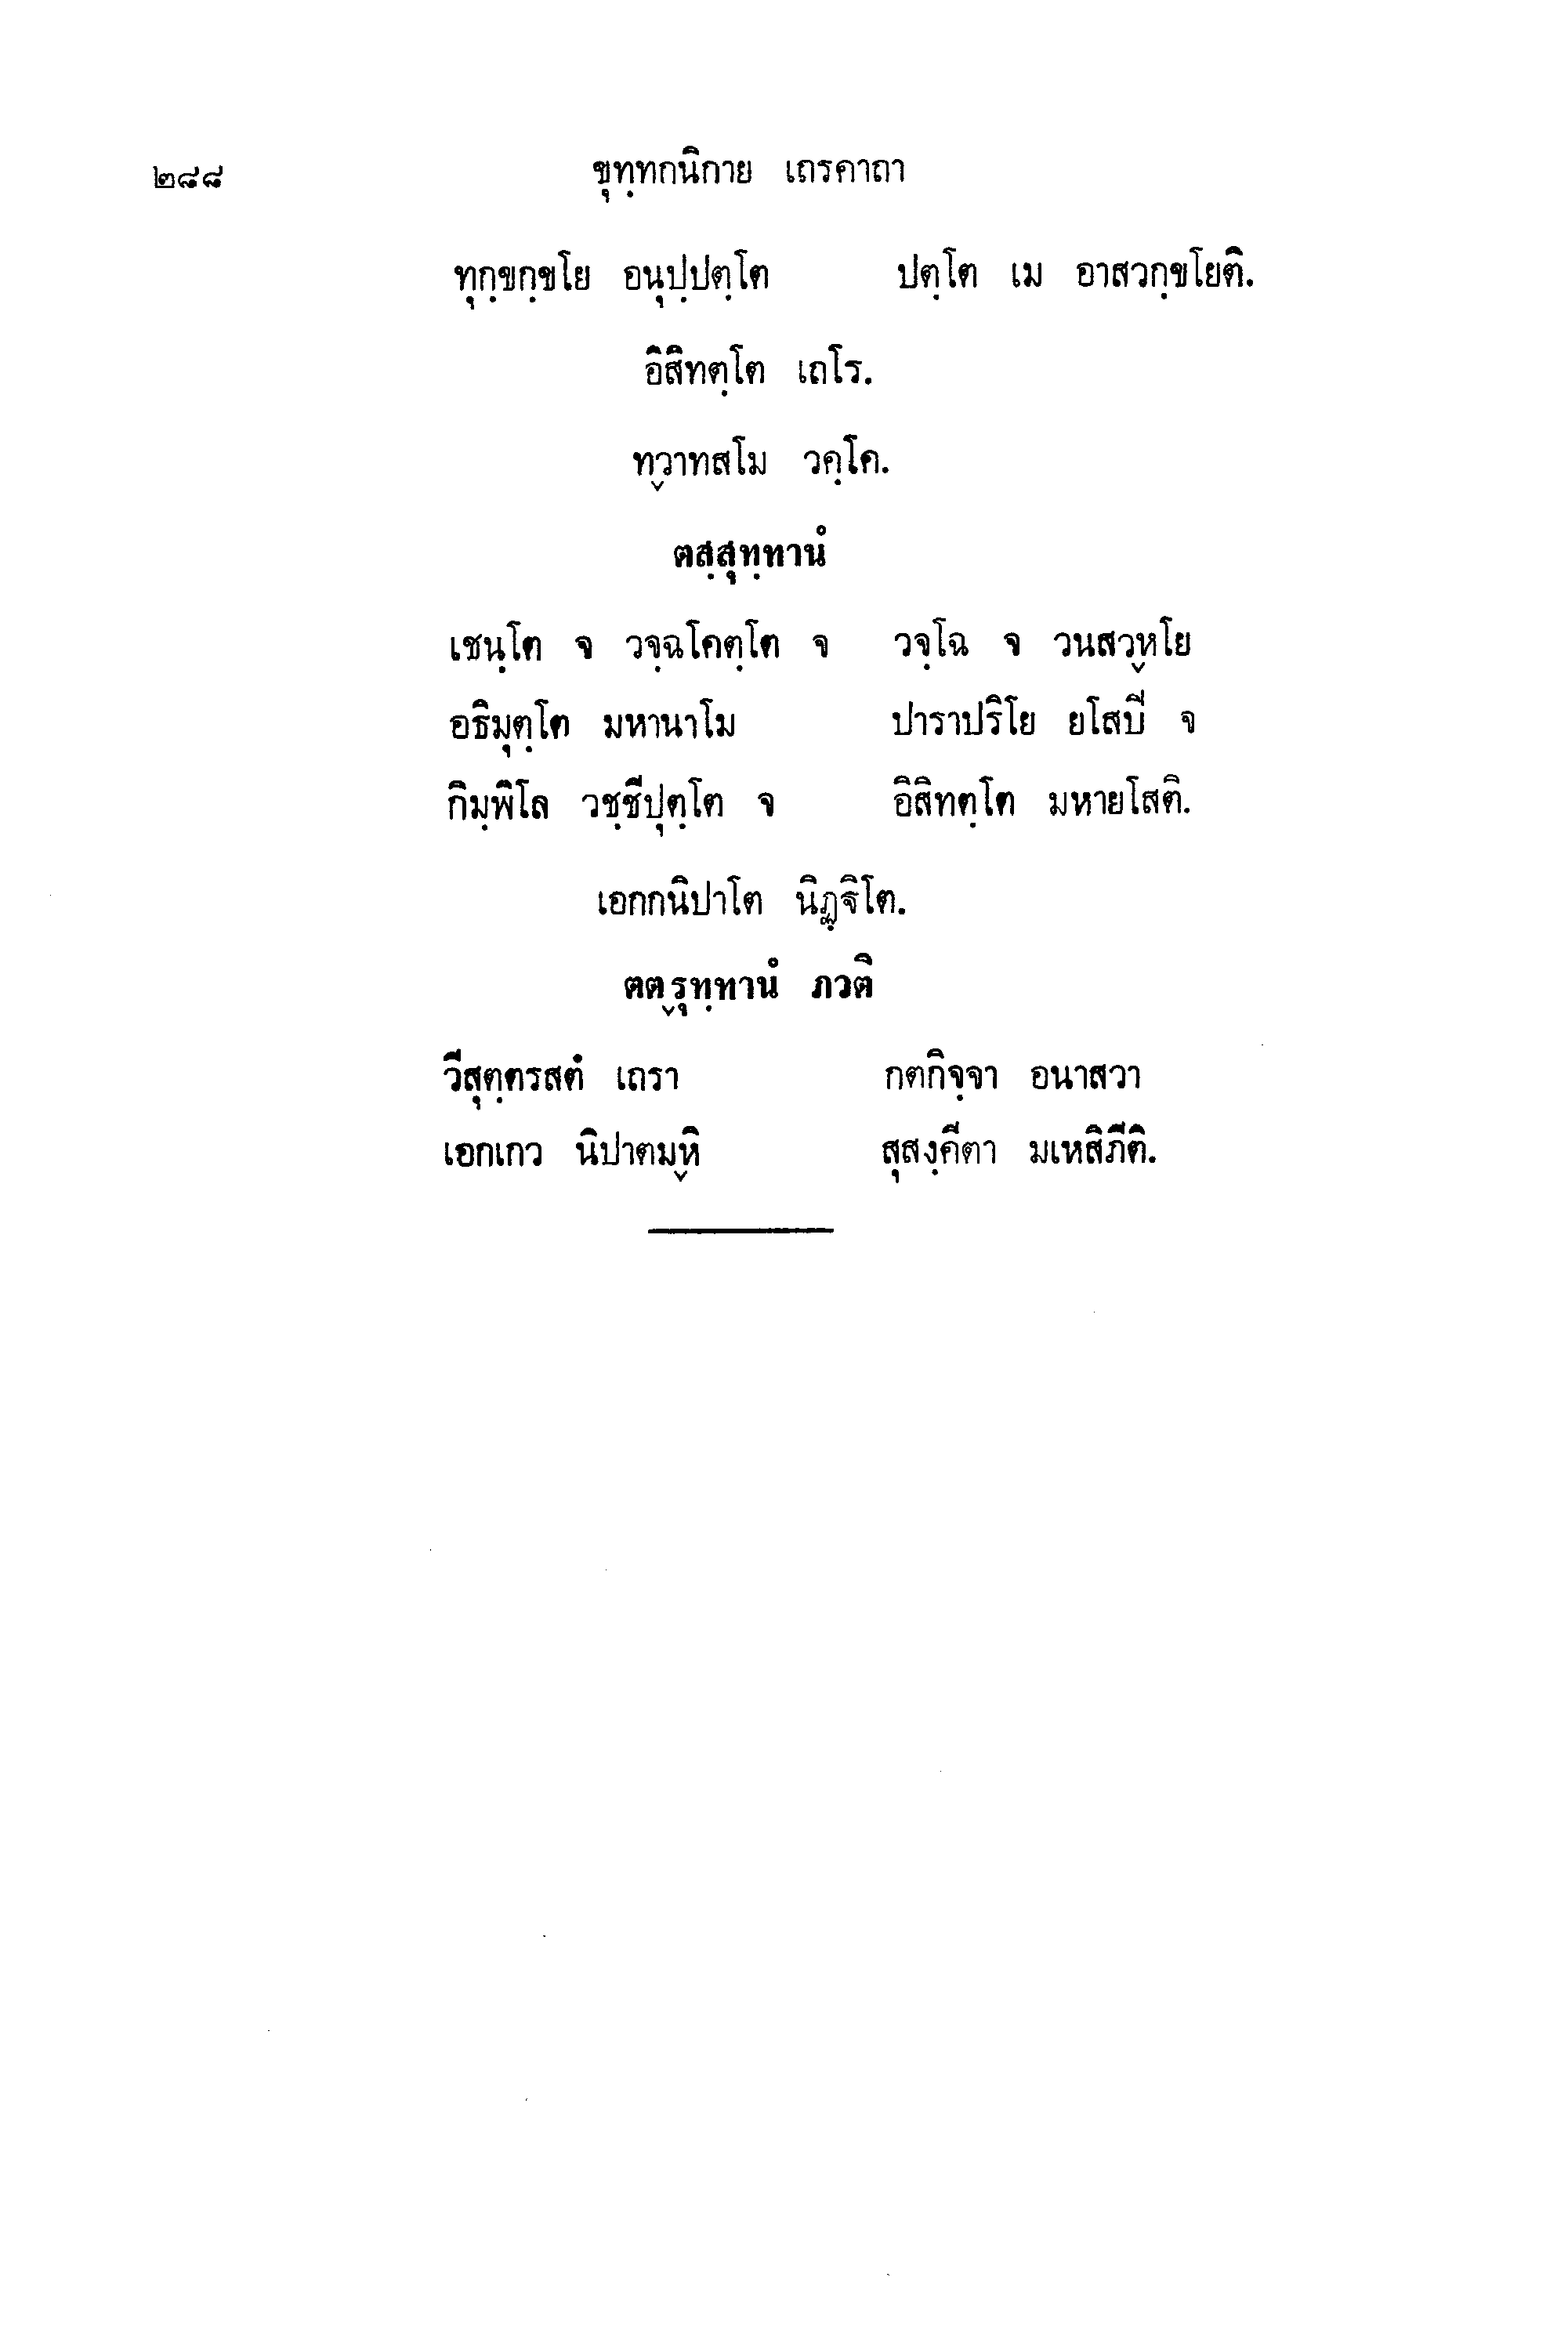 ๒๘๘ ขุทฺทกนิกาย เถรคาถา
ทุกฺขกฺขโย อนุปฺปตฺโต ปตฺโต เม อาสวกฺขโยติ.
อิสิทตฺโต เถโร.
ทฺวาทสโม วคฺโค.
ตสฺสุทฺทานํ
เชนฺโต จ วจฺฉโคตฺโต จ วจฺโฉ จ วนสวฺหโย
อธิมุตฺโต มหานาโม ปาราปริโย ยโสปี จ
กิมฺพิโล วชฺชีปุตฺโต จ อิสิทตฺโต มหายโสติ.
เอกกนิปาโต นิฏฺฐิโต.
ตตฺรุทฺทานํ ภวติ
วีสุตฺตรสตํ เถรา กตกิจฺจา อนาสวา
เอกเกว นิปาตมฺหิ สุสงฺคีตา มเหสิภีติ.